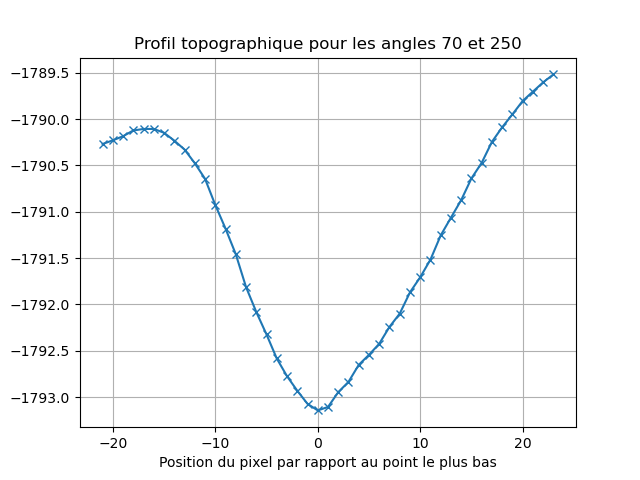 Profil topographique pour les angles 70 et 250
−1789.5
−1790.0
−1790.5
−1791.0
−1791.5
−1792.0
−1792.5
−1793.0
−20 −10 0 10 20
Position du pixel par rapport au point le plus bas